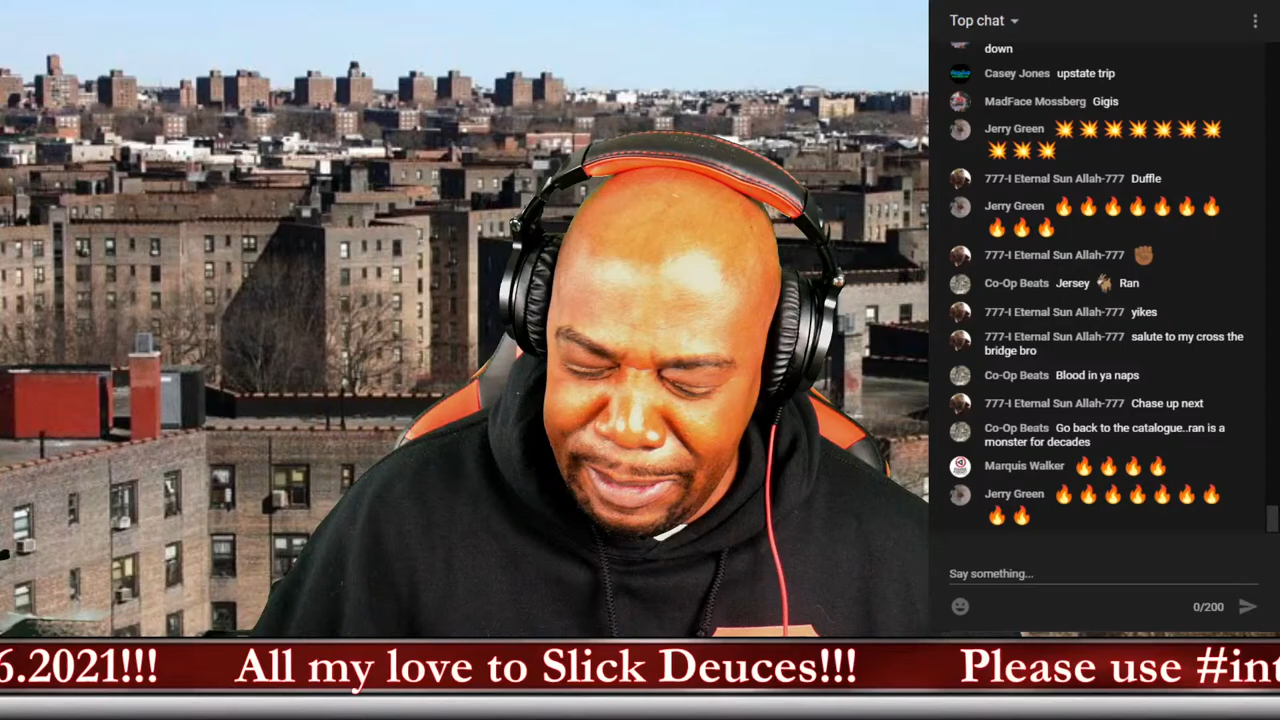 Top chat
down
Casey Jones upstate trip
MadFace Mossberg Gigis
Jerry Green 💥💥💥💥💥💥💥
💥💥💥
777-I Eternal Sun Allah-777 Duffle
Jerry Green 🔥🔥🔥🔥🔥🔥🔥
🔥🔥🔥
777-I Eternal Sun Allah-777 ✊🏾
Co-Op Beats Jersey Ran
777-I Eternal Sun Allah-777 yikes
777-I Eternal Sun Allah-777 salute to my cross the
bridge bro
Co-Op Beats Blood in ya naps
777-I Eternal Sun Allah-777 Chase up next
Co-Op Beats Go back to the catalogue..ran is a
monster for decades
Marquis Walker 🔥🔥🔥🔥
Jerry Green 🔥🔥🔥🔥🔥🔥🔥
🔥🔥
Say something...
0/200
6.2021!!! All my love to Slick Deuces!!! Please use #int